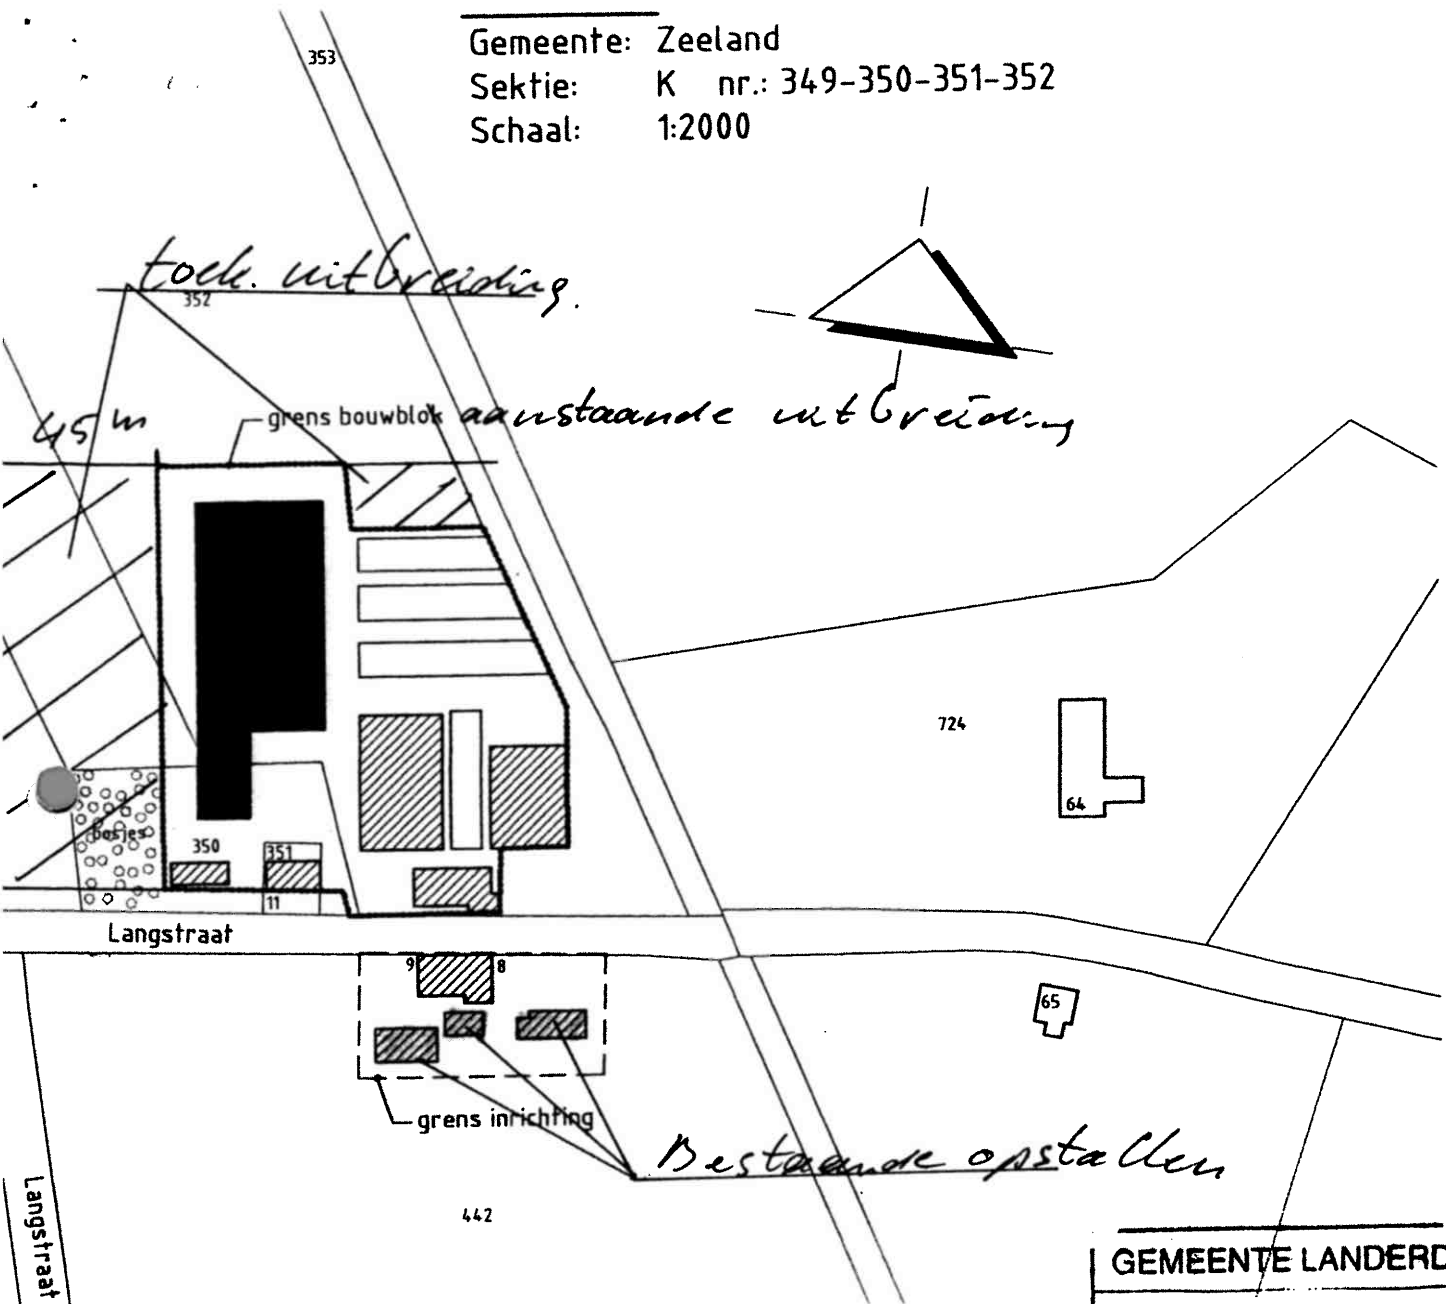 Gemeente: Zeeland
Sektie: K nr.: 349-350-351-352
Schaal: 1:2000
353
toek. uitbreiding.
352
45 m
grens bouwblok aanstaande uitbreiding
724
64
bosjes
350
351
11
Langstraat
9
8
65
grens inrichting
Bestaande opstallen
442
Langstraat
GEMEENTE LANDERD